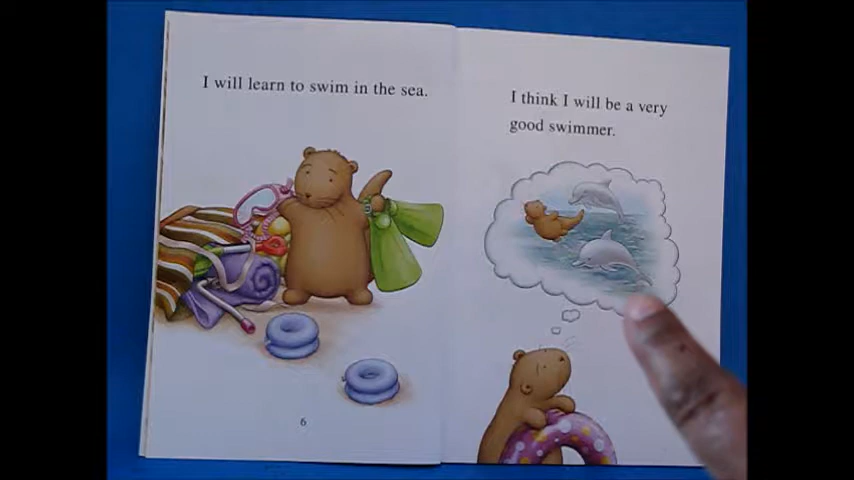 I will learn to swim in the sea.
6
I think I will be a very
good swimmer.